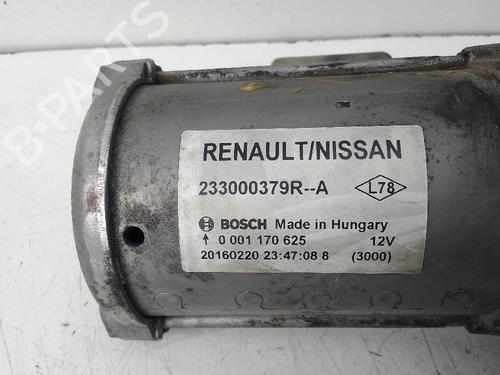 B-PARTS
RENAULT/NISSAN
233000379R--A
L78
BOSCH Made in Hungary
0 001 170 625 12V
20160220 23:47:08 8 (3000)